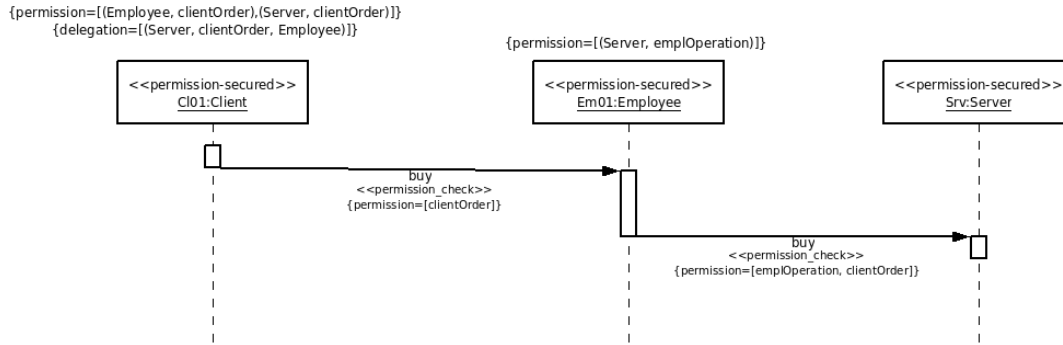 {permission=[(Employee, clientOrder),(Server, clientOrder)]}
{delegation=[(Server, clientOrder, Employee)]}
{permission=[(Server, emplOperation)]}
<<permission-secured>>
Cl01:Client
<<permission-secured>>
Em01:Employee
<<permission-secured>>
Srv:Server
buy
<<permission_check>>
{permission=[clientOrder]}
buy
<<permission_check>>
{permission=[emplOperation, clientOrder]}